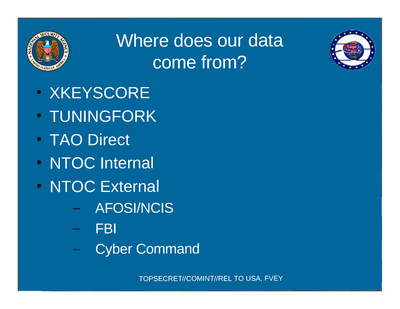 Where does our data
come from?
• XKEYSCORE
• TUNINGFORK
• TAO Direct
• NTOC Internal
• NTOC External
– AFOSI/NCIS
– FBI
– Cyber Command
TOPSECRET//COMINT//REL TO USA, FVEY